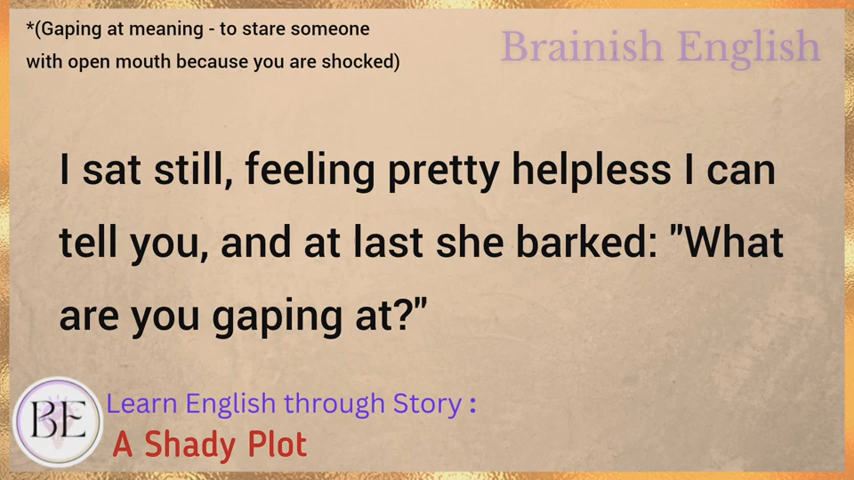 *(Gaping at meaning - to stare someone
with open mouth because you are shocked)
Brainish English
I sat still, feeling pretty helpless I can
tell you, and at last she barked: "What
are you gaping at?"
BE
Learn English through Story :
A Shady Plot